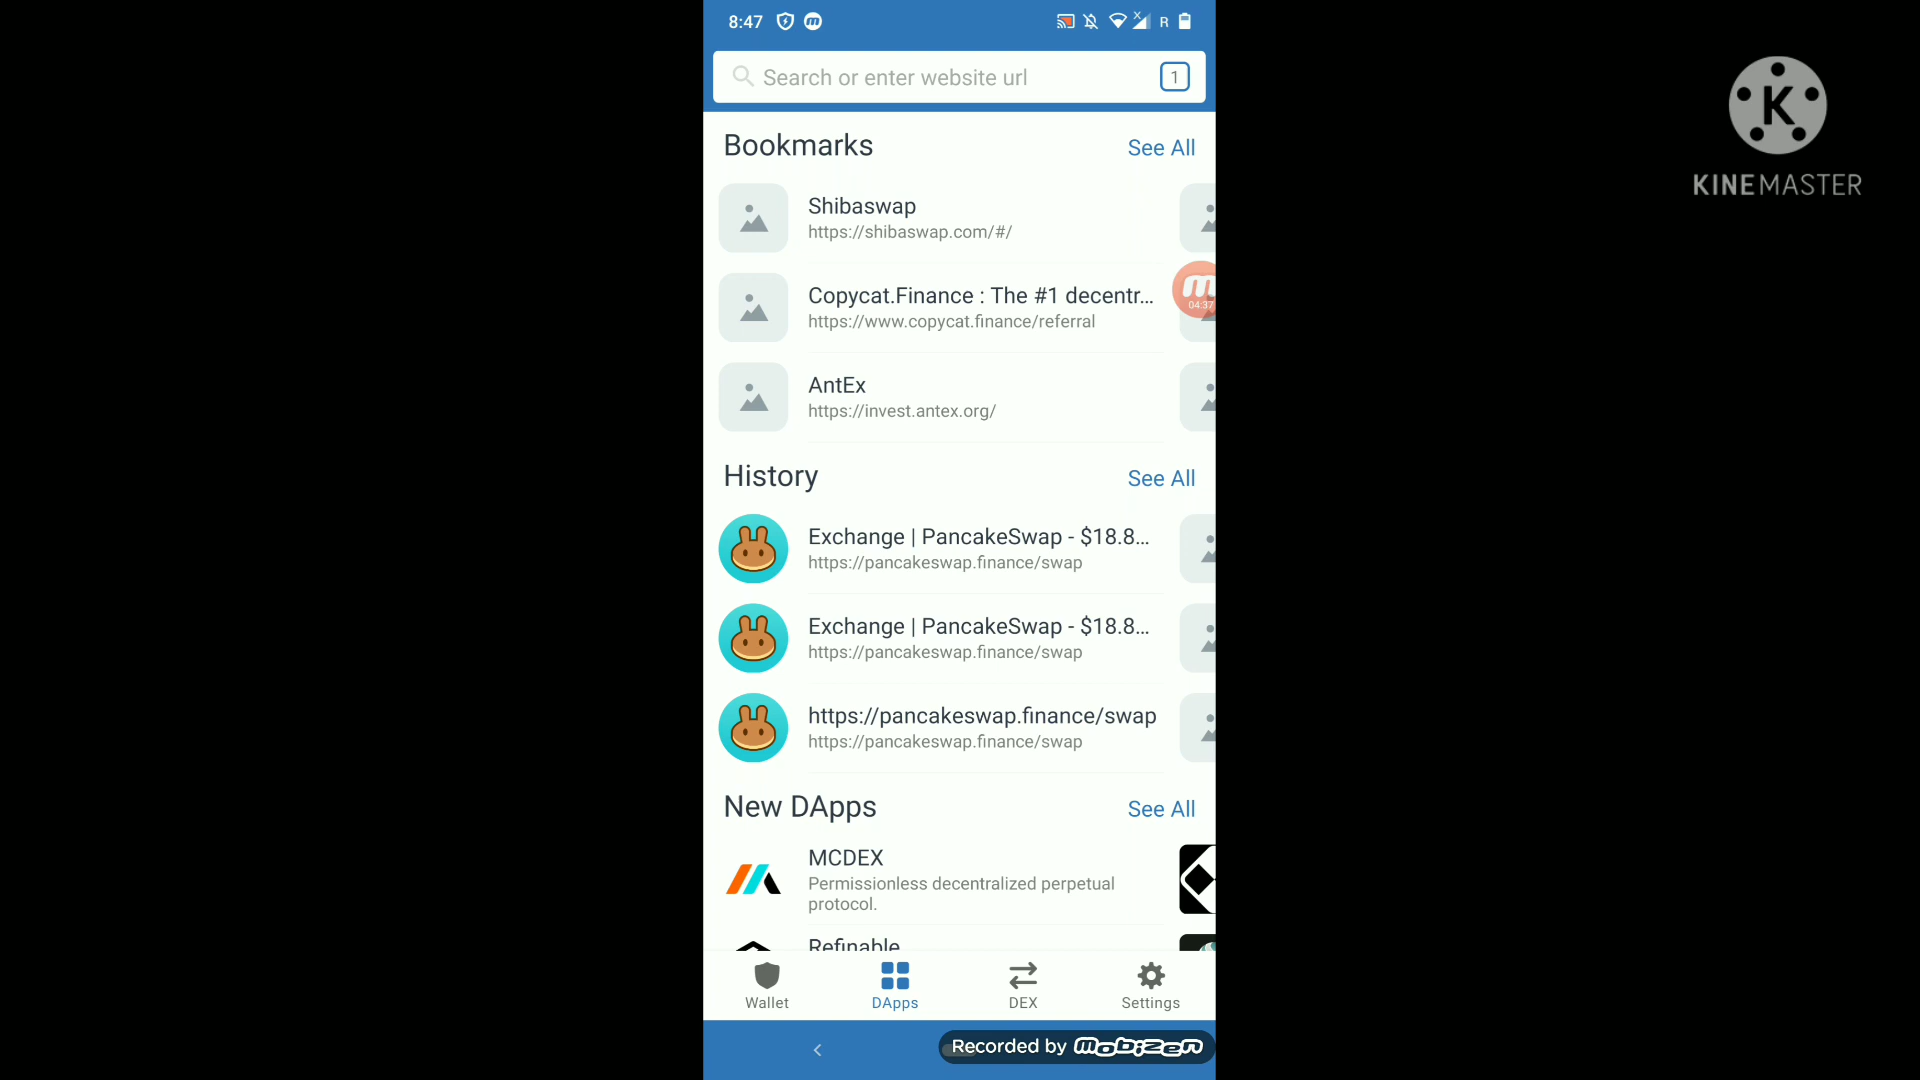 8:47
R
Search or enter website url
1
K
KINEMASTER
Bookmarks
See All
Shibaswap
https://shibaswap.com/#/
Copycat.Finance : The #1 decentr...
https://www.copycat.finance/referral
m
04:37
AntEx
https://invest.antex.org/
History
See All
Exchange | PancakeSwap - $18.8...
https://pancakeswap.finance/swap
Exchange | PancakeSwap - $18.8...
https://pancakeswap.finance/swap
https://pancakeswap.finance/swap
https://pancakeswap.finance/swap
New DApps
See All
MCDEX
Permissionless decentralized perpetual
protocol.
Refinable
Wallet
DApps
DEX
Settings
Recorded by mobizen